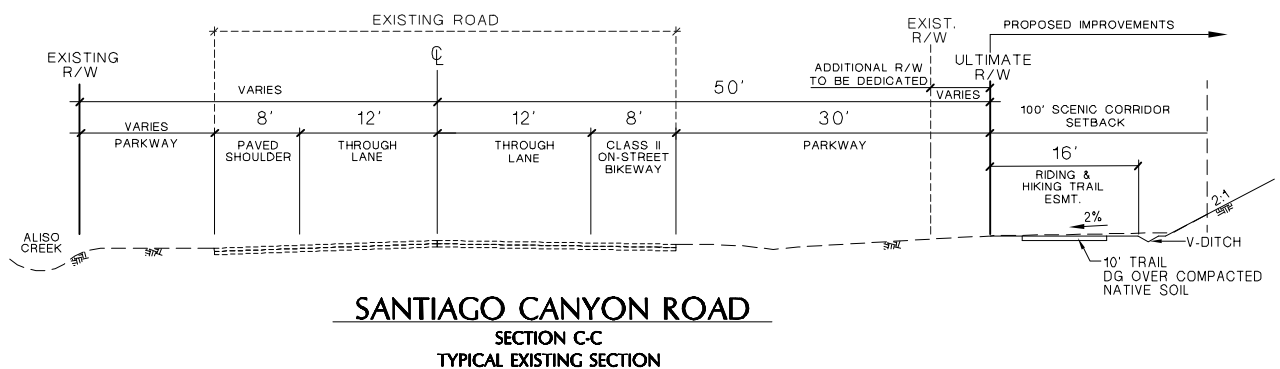 EXISTING ROAD
EXIST.
R/W
PROPOSED IMPROVEMENTS
EXISTING
R/W
℄
ADDITIONAL R/W
TO BE DEDICATED
ULTIMATE
R/W
VARIES
50'
VARIES
100' SCENIC CORRIDOR
SETBACK
VARIES
PARKWAY
8'
PAVED
SHOULDER
12'
THROUGH
LANE
12'
THROUGH
LANE
8'
CLASS II
ON-STREET
BIKEWAY
30'
PARKWAY
16'
RIDING &
HIKING TRAIL
ESMT.
2%
2:1
ALISO
CREEK
V-DITCH
10' TRAIL
DG OVER COMPACTED
NATIVE SOIL
SANTIAGO CANYON ROAD
SECTION C-C
TYPICAL EXISTING SECTION